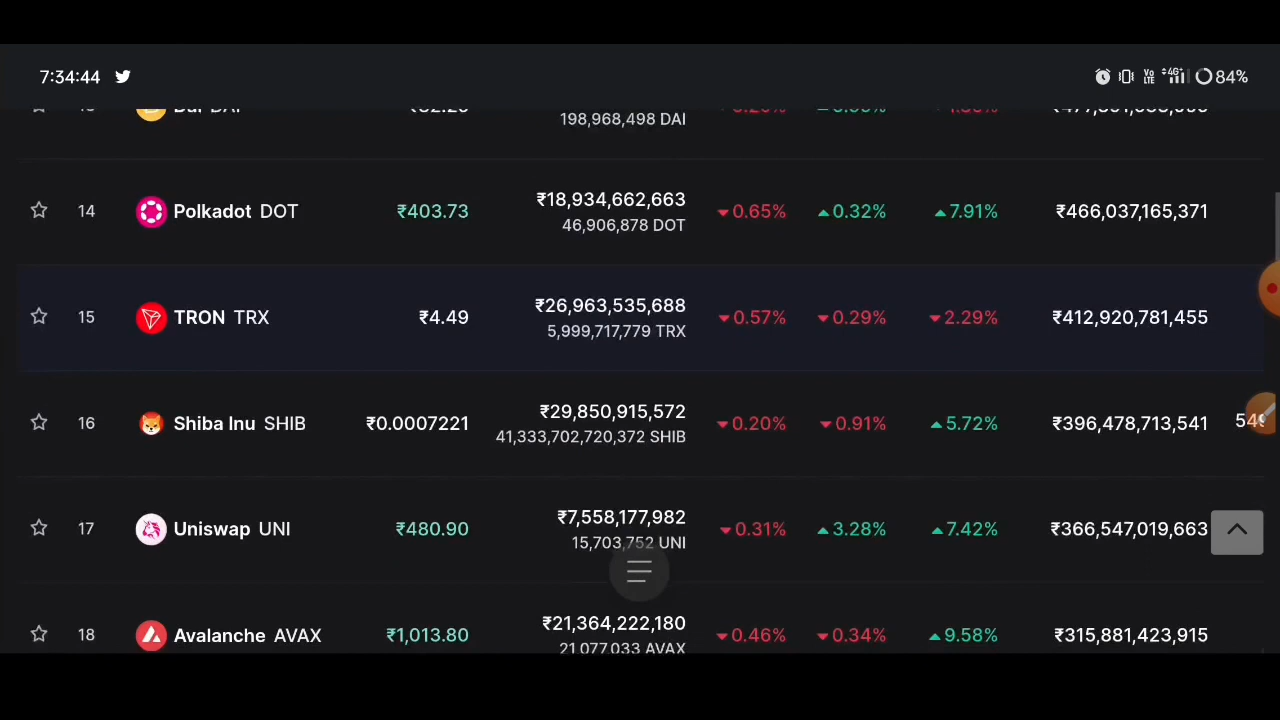 7:34:44 84%
198,968,498 DAI
14 Polkadot DOT ₹403.73 ₹18,934,662,663 0.65% 0.32% 7.91% ₹466,037,165,371
46,906,878 DOT
15 TRON TRX ₹4.49 ₹26,963,535,688 0.57% 0.29% 2.29% ₹412,920,781,455
5,999,717,779 TRX
16 Shiba Inu SHIB ₹0.0007221 ₹29,850,915,572 0.20% 0.91% 5.72% ₹396,478,713,541
41,333,702,720,372 SHIB
17 Uniswap UNI ₹480.90 ₹7,558,177,982 0.31% 3.28% 7.42% ₹366,547,019,663
15,703,752 UNI
18 Avalanche AVAX ₹1,013.80 ₹21,364,222,180 0.46% 0.34% 9.58% ₹315,881,423,915
21,077,033 AVAX